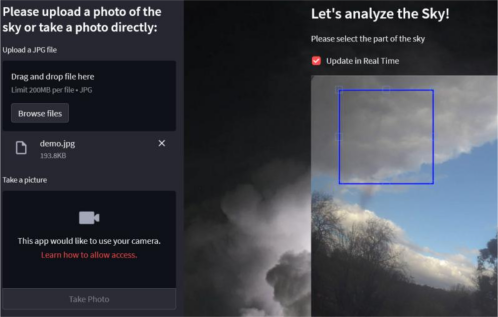 Please upload a photo of the
sky or take a photo directly:
Upload a JPG file
Drag and drop file here
Limit 200MB per file • JPG
Browse files
demo.jpg
193.8KB
Take a picture
This app would like to use your camera.
Learn how to allow access.
Take Photo
Let's analyze the Sky!
Please select the part of the sky
Update in Real Time